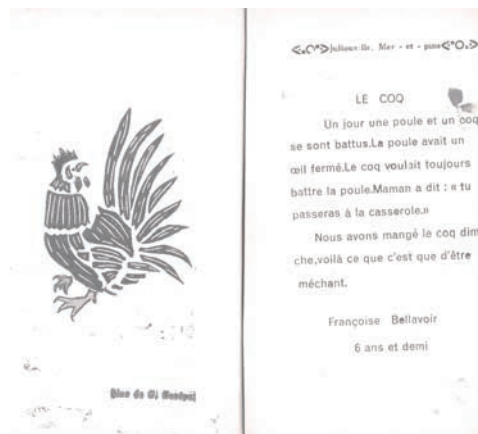 Mer - et -
LE COQ
Un jour une poule et un coq
se sont battus.La poule avait un
œil fermé.Le coq voulait toujours
battre la poule.Maman a dit : « tu
passeras à la casserole.»
Nous avons mangé le coq dim
che,voilà ce que c'est que d'être
méchant.
Françoise Bellavoir
6 ans et demi